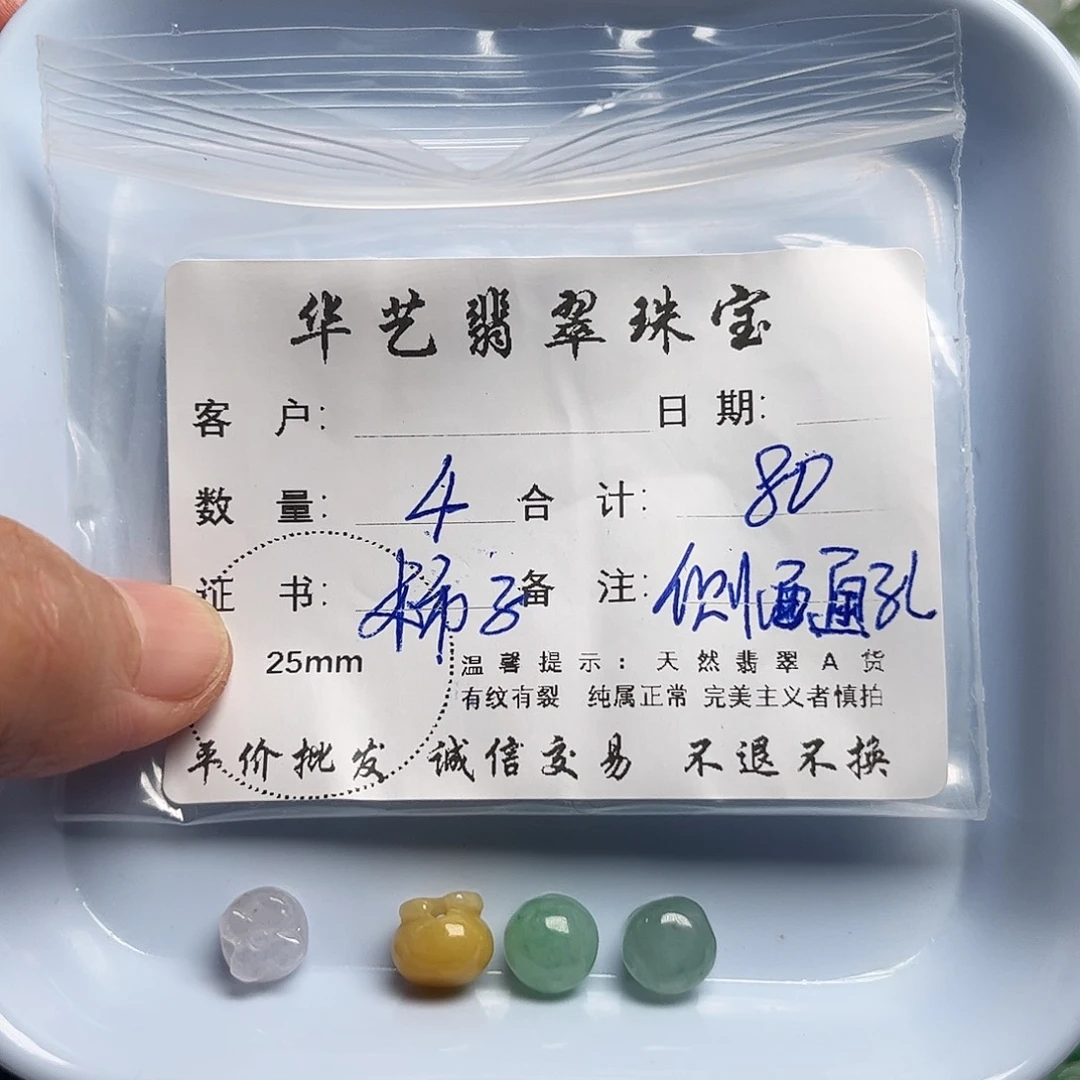 华艺翡翠珠宝
客 户: 日 期:
数 量: 4 合 计: 80
证 书: 柿子 备 注: 侧通孔
25mm
温馨提示: 天然翡翠A货
有纹有裂 纯属正常 完美主义者慎拍
平价批发 诚信交易 不退不换